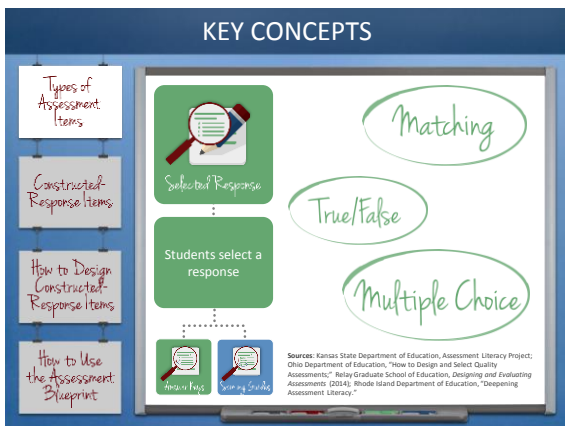 KEY CONCEPTS
Types of
Assessment
Items
Constructed-
Response Items
How to Design
Constructed-
Response Items
How to Use
the Assessment
Blueprint
Selected Response
Students select a
response
Answer Keys
Scoring Guides
Matching
True/False
Multiple Choice
Sources: Kansas State Department of Education, Assessment Literacy Project;
Ohio Department of Education, “How to Design and Select Quality
Assessments;” Relay Graduate School of Education, Designing and Evaluating
Assessments (2014); Rhode Island Department of Education, “Deepening
Assessment Literacy.”